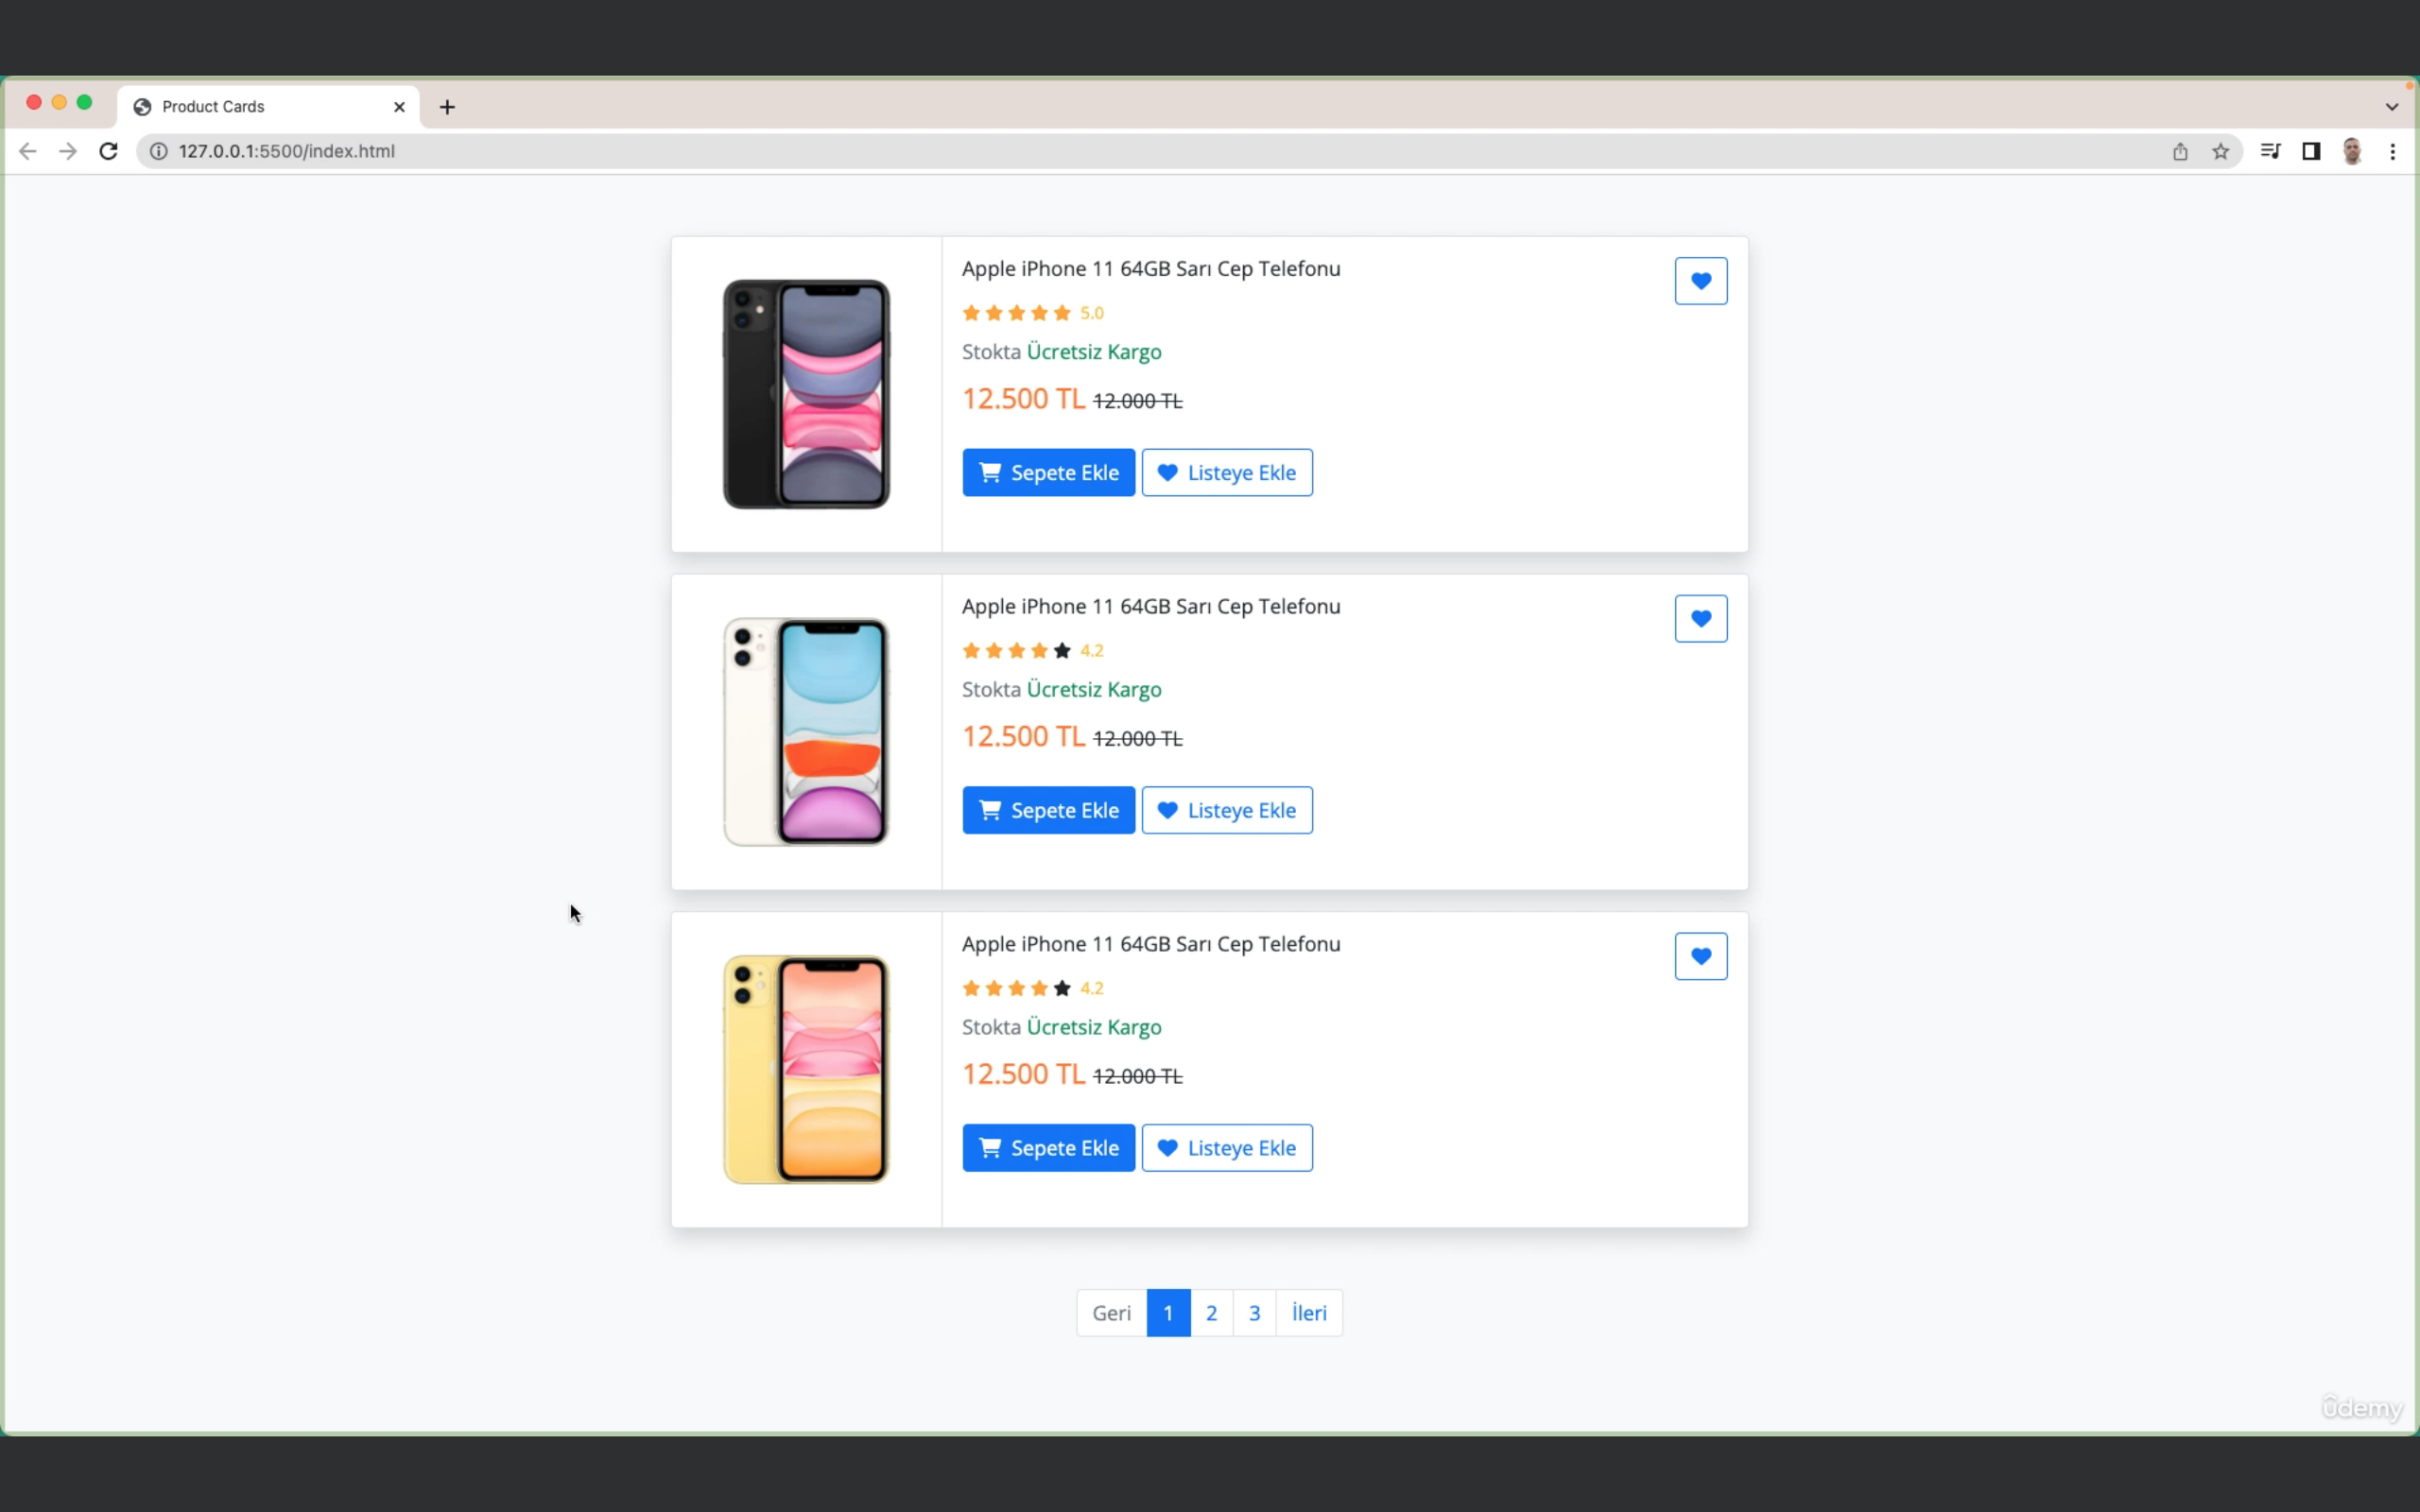 Product Cards
127.0.0.1:5500/index.html
Apple iPhone 11 64GB Sarı Cep Telefonu
5.0
Stokta Ücretsiz Kargo
12.500 TL 12.000 TL
Sepete Ekle Listeye Ekle
Apple iPhone 11 64GB Sarı Cep Telefonu
4.2
Stokta Ücretsiz Kargo
12.500 TL 12.000 TL
Sepete Ekle Listeye Ekle
Apple iPhone 11 64GB Sarı Cep Telefonu
4.2
Stokta Ücretsiz Kargo
12.500 TL 12.000 TL
Sepete Ekle Listeye Ekle
Geri 1 2 3 İleri
ûdemy